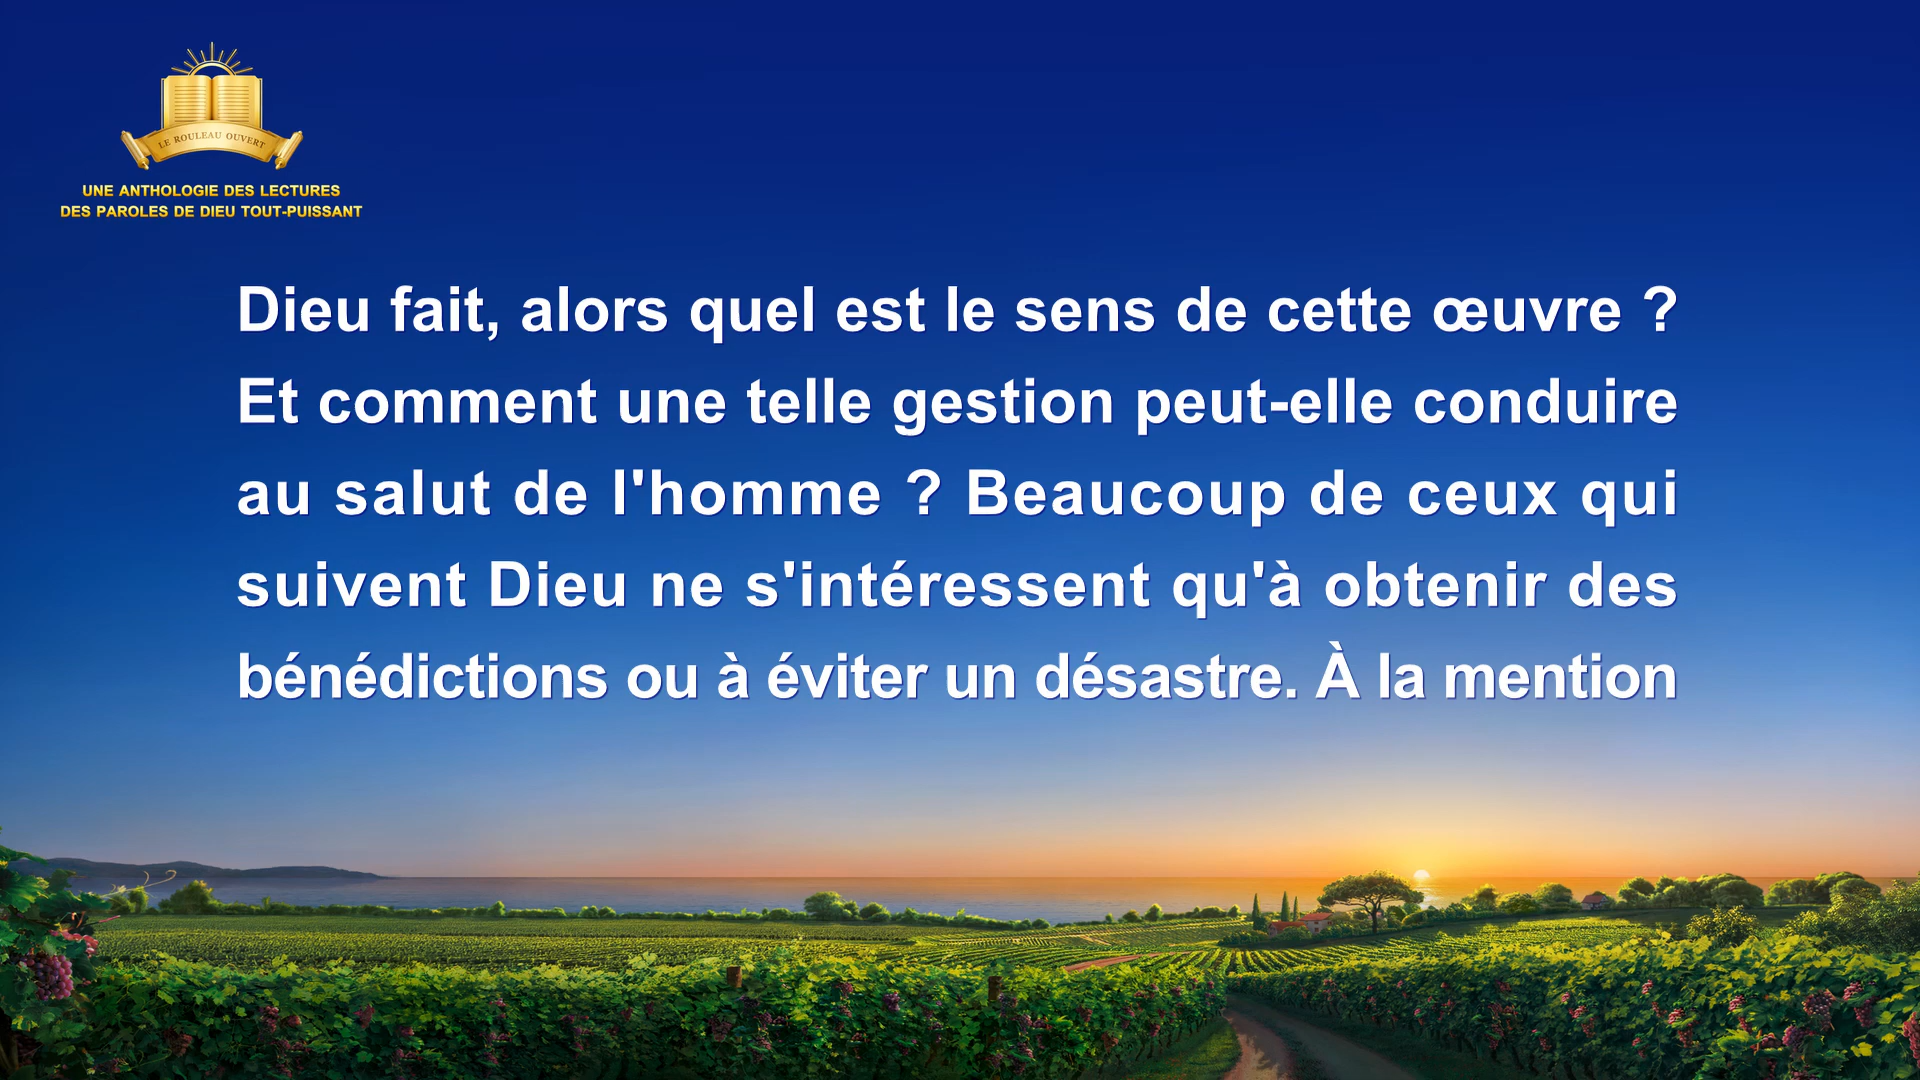 LE ROULEAU OUVERT
UNE ANTHOLOGIE DES LECTURES
DES PAROLES DE DIEU TOUT-PUISSANT
Dieu fait, alors quel est le sens de cette œuvre ?
Et comment une telle gestion peut-elle conduire
au salut de l'homme ? Beaucoup de ceux qui
suivent Dieu ne s'intéressent qu'à obtenir des
bénédictions ou à éviter un désastre. À la mention